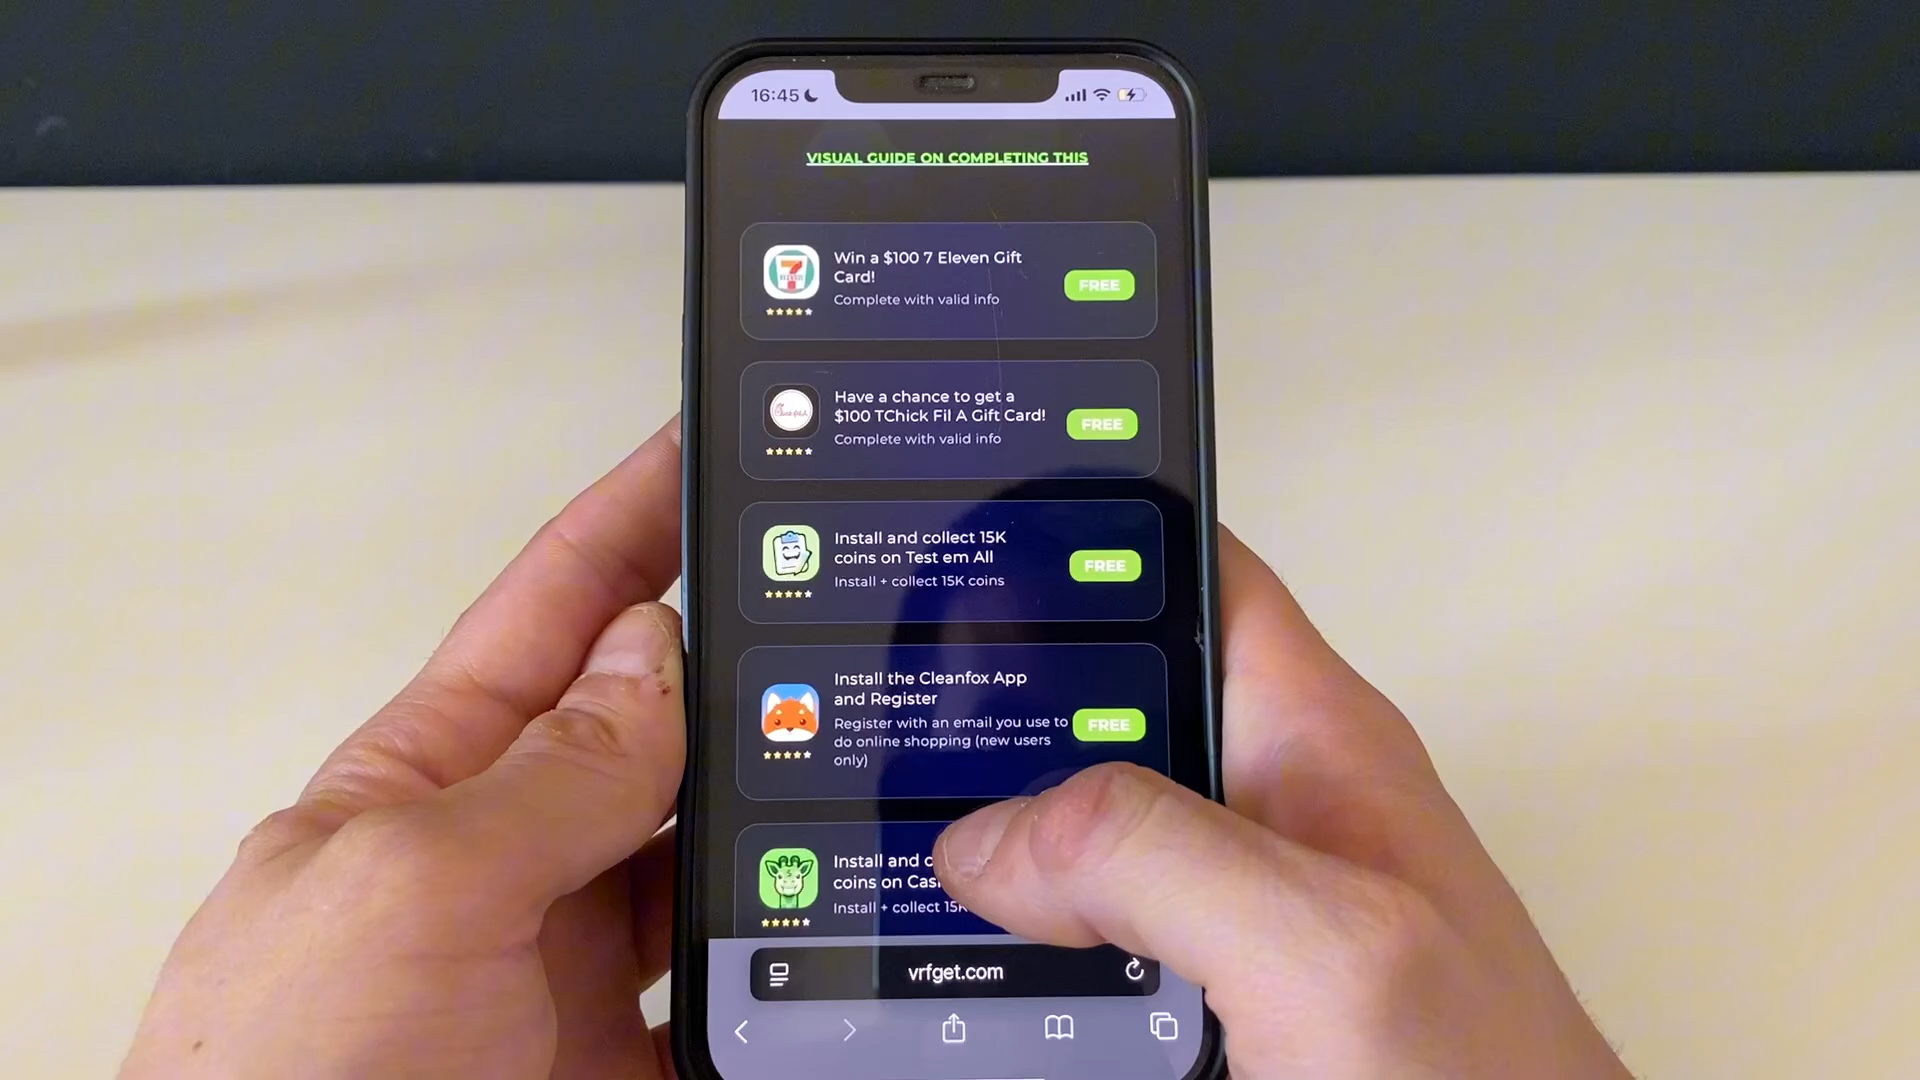 16:45
VISUAL GUIDE ON COMPLETING THIS
Win a $100 7 Eleven Gift
Card!
Complete with valid info
FREE
Have a chance to get a
$100 TChick Fil A Gift Card!
Complete with valid info
FREE
Install and collect 15K
coins on Test em All
Install + collect 15K coins
FREE
Install the Cleanfox App
and Register
Register with an email you use to
do online shopping (new users
only)
FREE
Install and c
coins on Cas
Install + collect 15K
vrfget.com